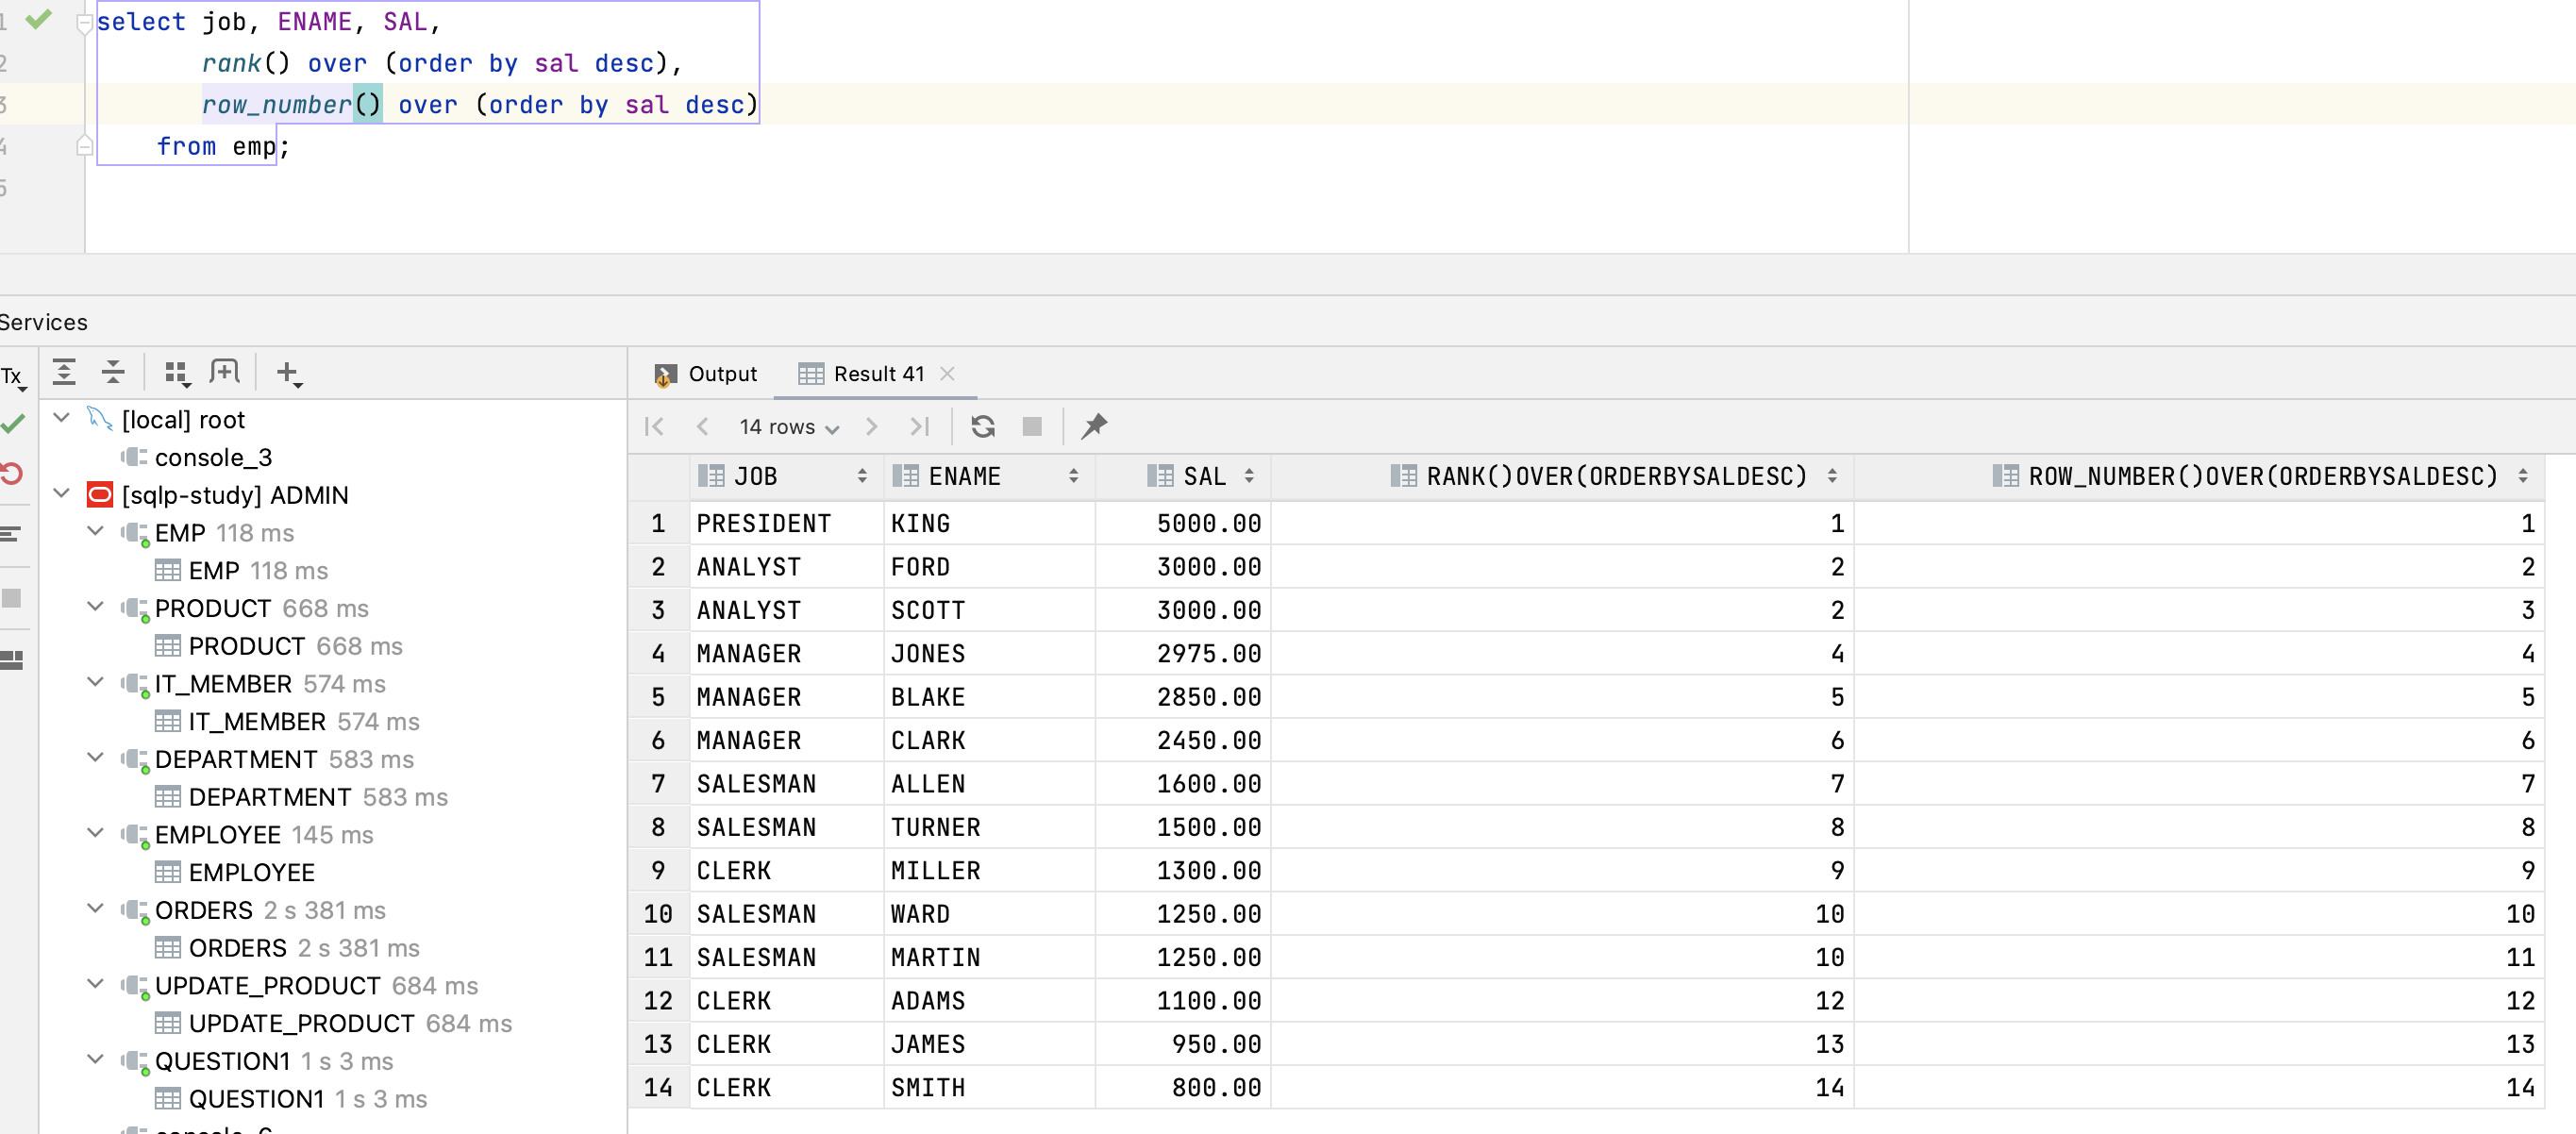 1 select job, ENAME, SAL,
2 rank() over (order by sal desc),
3 row_number() over (order by sal desc)
4 from emp;
5
Services
Tx
Output Result 41
14 rows
[local] root
console_3
[sqlp-study] ADMIN
EMP 118 ms
EMP 118 ms
PRODUCT 668 ms
PRODUCT 668 ms
IT_MEMBER 574 ms
IT_MEMBER 574 ms
DEPARTMENT 583 ms
DEPARTMENT 583 ms
EMPLOYEE 145 ms
EMPLOYEE
ORDERS 2 s 381 ms
ORDERS 2 s 381 ms
UPDATE_PRODUCT 684 ms
UPDATE_PRODUCT 684 ms
QUESTION1 1 s 3 ms
QUESTION1 1 s 3 ms
JOB ENAME SAL RANK()OVER(ORDERBYSALDESC) ROW_NUMBER()OVER(ORDERBYSALDESC)
1 PRESIDENT KING 5000.00 1 1
2 ANALYST FORD 3000.00 2 2
3 ANALYST SCOTT 3000.00 2 3
4 MANAGER JONES 2975.00 4 4
5 MANAGER BLAKE 2850.00 5 5
6 MANAGER CLARK 2450.00 6 6
7 SALESMAN ALLEN 1600.00 7 7
8 SALESMAN TURNER 1500.00 8 8
9 CLERK MILLER 1300.00 9 9
10 SALESMAN WARD 1250.00 10 10
11 SALESMAN MARTIN 1250.00 10 11
12 CLERK ADAMS 1100.00 12 12
13 CLERK JAMES 950.00 13 13
14 CLERK SMITH 800.00 14 14